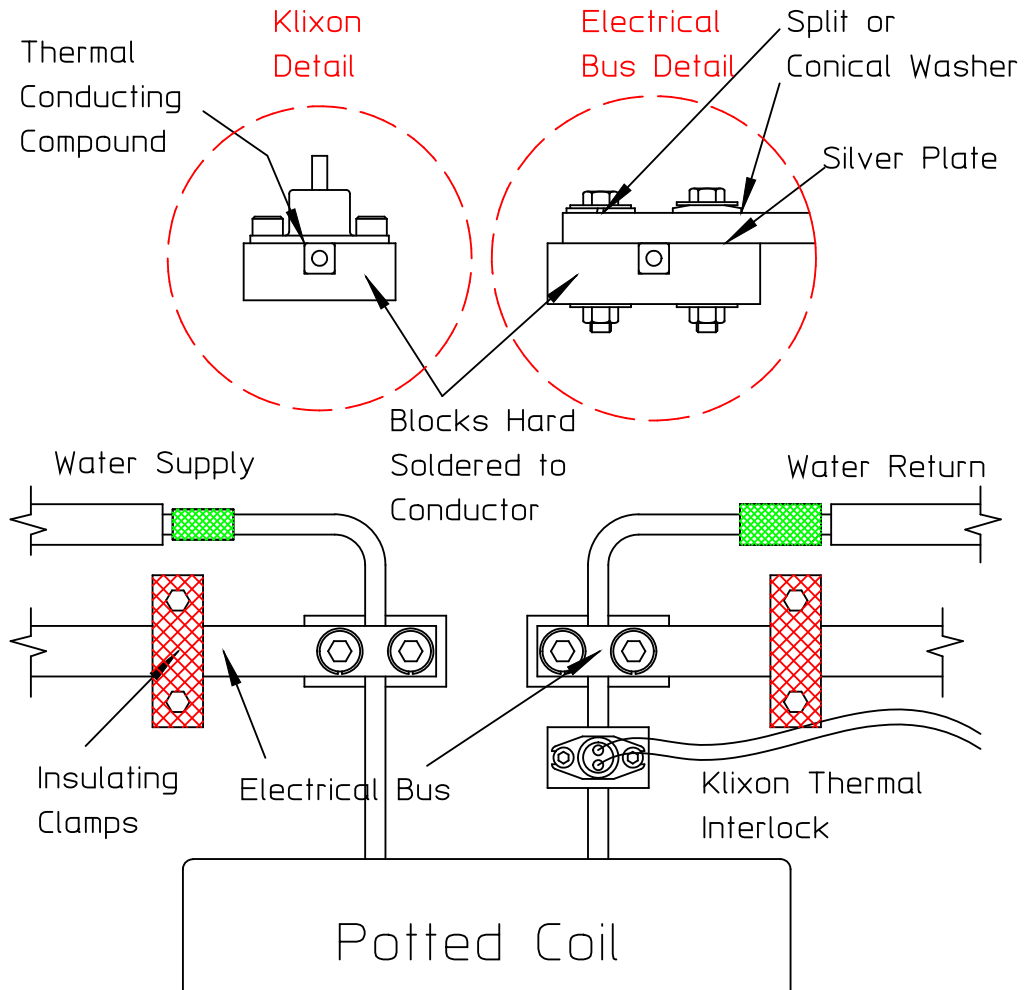 Klixon
Detail
Electrical
Bus Detail
Split or
Conical Washer
Thermal
Conducting
Compound
Silver Plate
Blocks Hard
Soldered to
Conductor
Water Supply
Water Return
Insulating
Clamps
Electrical Bus
Klixon Thermal
Interlock
Potted Coil